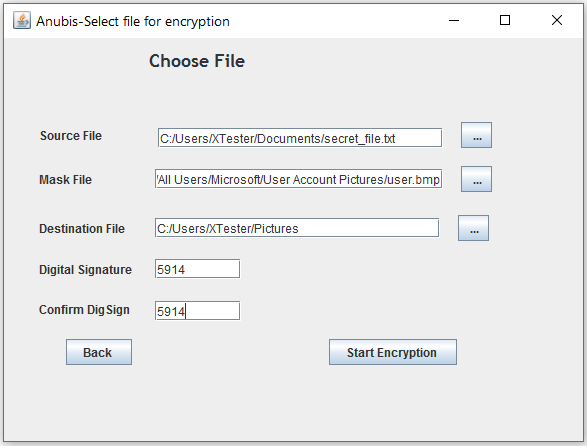 Anubis-Select file for encryption
Choose File
Source File C:/Users/XTester/Documents/secret_file.txt ...
Mask File 'All Users/Microsoft/User Account Pictures/user.bmp ...
Destination File C:/Users/XTester/Pictures ...
Digital Signature 5914
Confirm DigSign 5914
Back Start Encryption